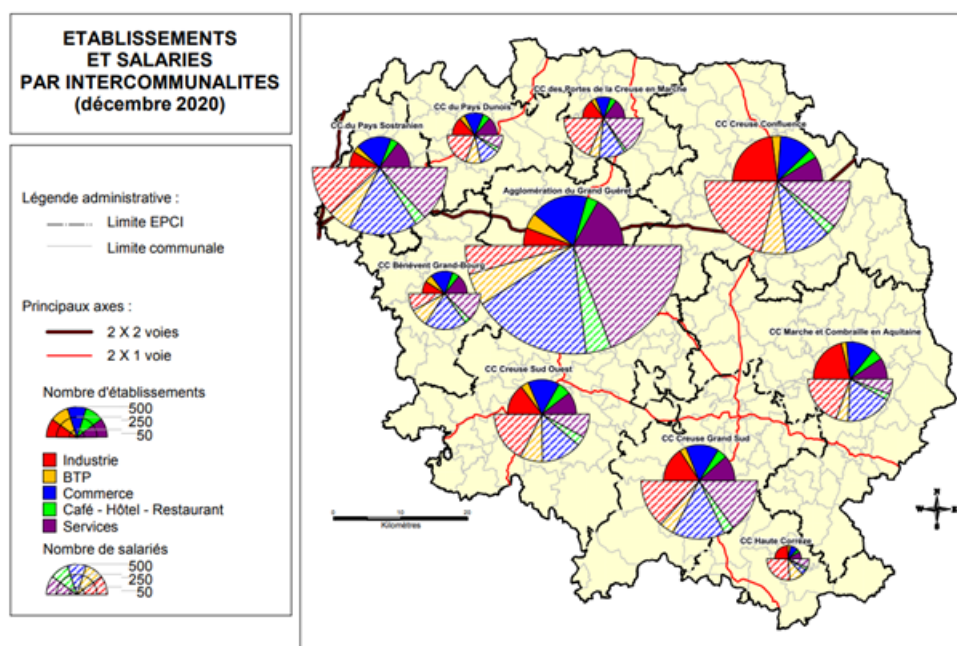 ETABLISSEMENTS
ET SALARIES
PAR INTERCOMMUNALITES
(décembre 2020)
Légende administrative :
Limite EPCI
Limite communale
Principaux axes :
2 X 2 voies
2 X 1 voie
Nombre d'établissements
500
250
50
Industrie
BTP
Commerce
Café - Hôtel - Restaurant
Services
Nombre de salariés
500
250
50
CC des Portes de la Creuse en Marche
CC du Pays Dunois
CC du Pays Sostranien
CC Creuse Confluence
Agglomération du Grand Guéret
CC Bénévent Grand-Bourg
CC Marche et Combraille en Aquitaine
CC Creuse Sud Ouest
CC Creuse Grand Sud
CC Haute Corrèze
0 10 20
Kilomètres
N
W E
S